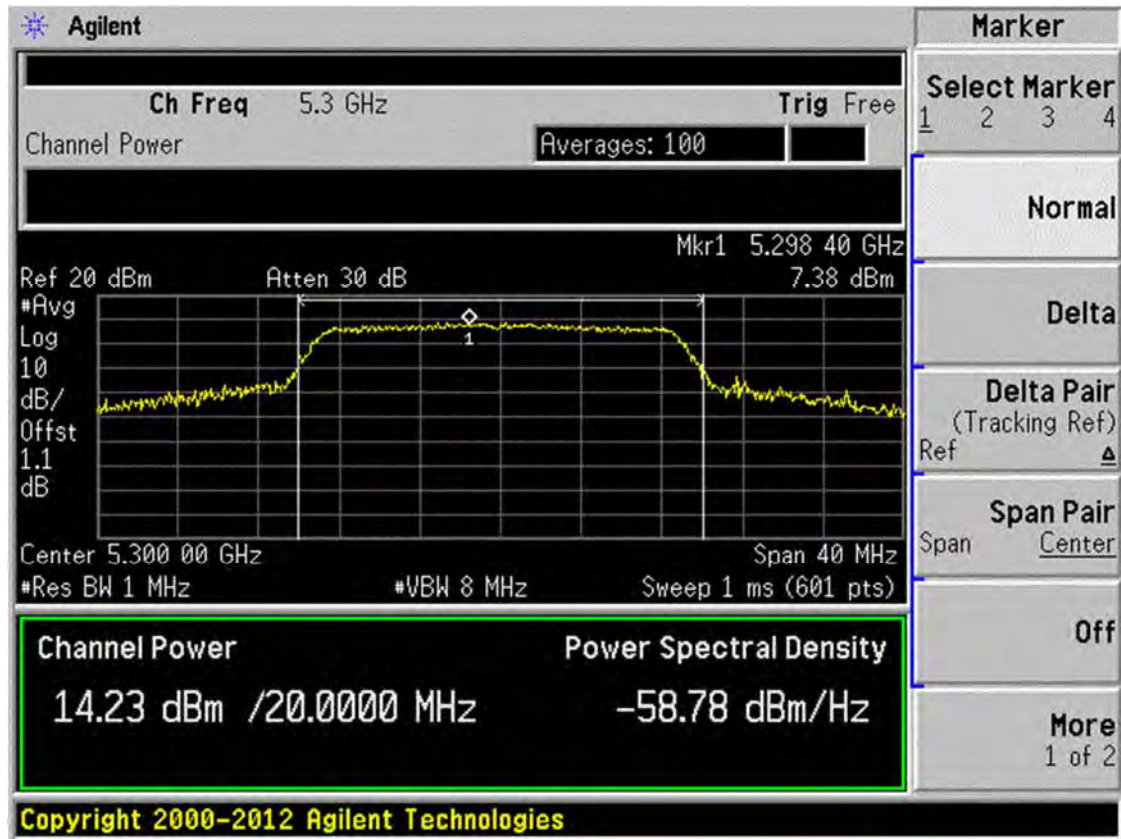 Agilent
Ch Freq 5.3 GHz Trig Free
Channel Power Averages: 100
Mkr1 5.298 40 GHz
Ref 20 dBm Atten 30 dB 7.38 dBm
#Avg
Log
10
dB/
Offst
1.1
dB
1
Center 5.300 00 GHz Span 40 MHz
#Res BW 1 MHz #VBW 8 MHz Sweep 1 ms (601 pts)
Channel Power Power Spectral Density
14.23 dBm /20.0000 MHz -58.78 dBm/Hz
Copyright 2000-2012 Agilent Technologies
Marker
Select Marker
1 2 3 4
Normal
Delta
Delta Pair
(Tracking Ref)
Ref Δ
Span Pair
Span Center
Off
More
1 of 2